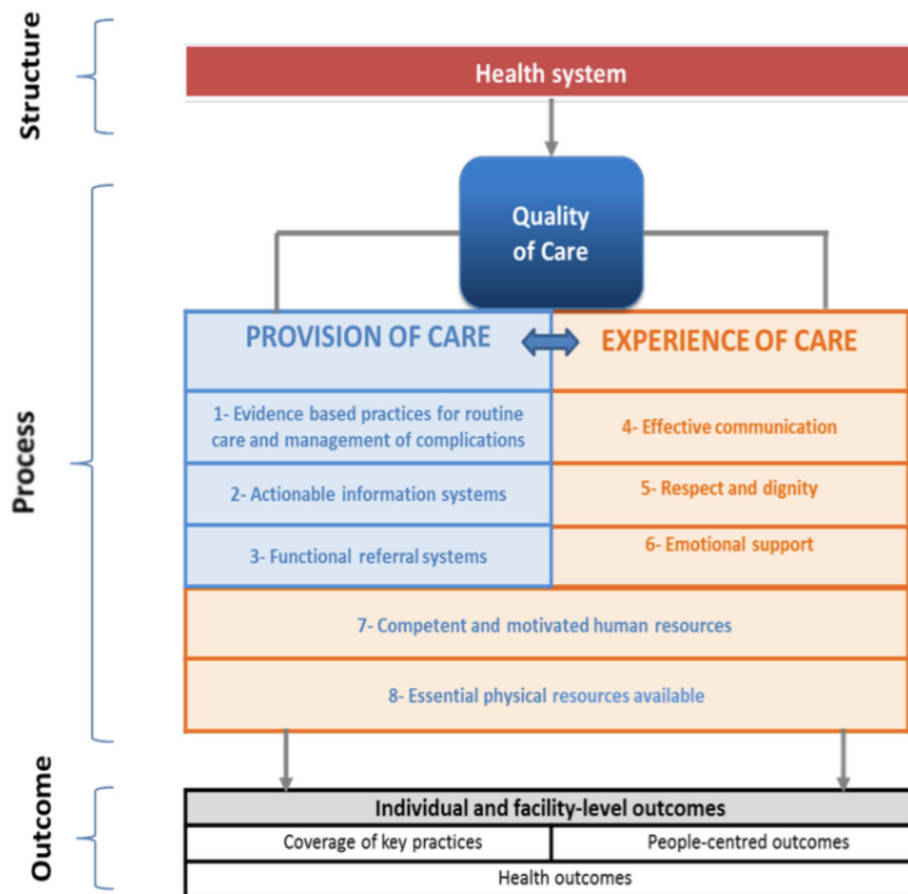 Structure
Health system
Quality
of Care
Process
PROVISION OF CARE
EXPERIENCE OF CARE
1- Evidence based practices for routine
care and management of complications
4- Effective communication
2- Actionable information systems
5- Respect and dignity
3- Functional referral systems
6- Emotional support
7- Competent and motivated human resources
8- Essential physical resources available
Outcome
Individual and facility-level outcomes
Coverage of key practices
People-centred outcomes
Health outcomes